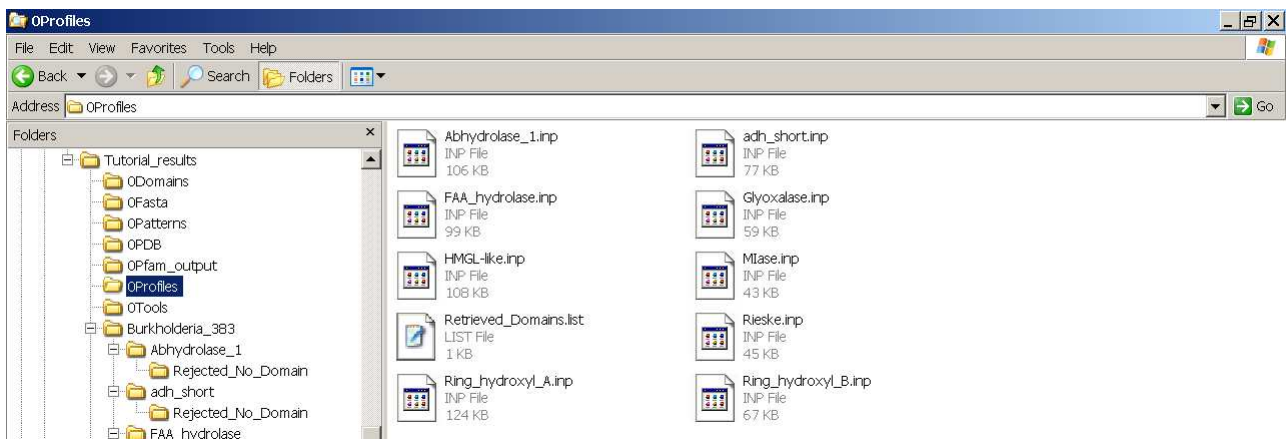 0Profiles
File Edit View Favorites Tools Help
Back Search Folders
Address 0Profiles Go
Folders
Tutorial_results
0Domains
0Fasta
0Patterns
0PDB
0Pfam_output
0Profiles
0Tools
Burkholderia_383
Abhydrolase_1
Rejected_No_Domain
adh_short
Rejected_No_Domain
FAA_hydrolase
Abhydrolase_1.inp
INP File
106 KB
adh_short.inp
INP File
77 KB
FAA_hydrolase.inp
INP File
99 KB
Glyoxalase.inp
INP File
59 KB
HMGL-like.inp
INP File
108 KB
MIase.inp
INP File
43 KB
Retrieved_Domains.list
LIST File
1 KB
Rieske.inp
INP File
45 KB
Ring_hydroxyl_A.inp
INP File
124 KB
Ring_hydroxyl_B.inp
INP File
67 KB